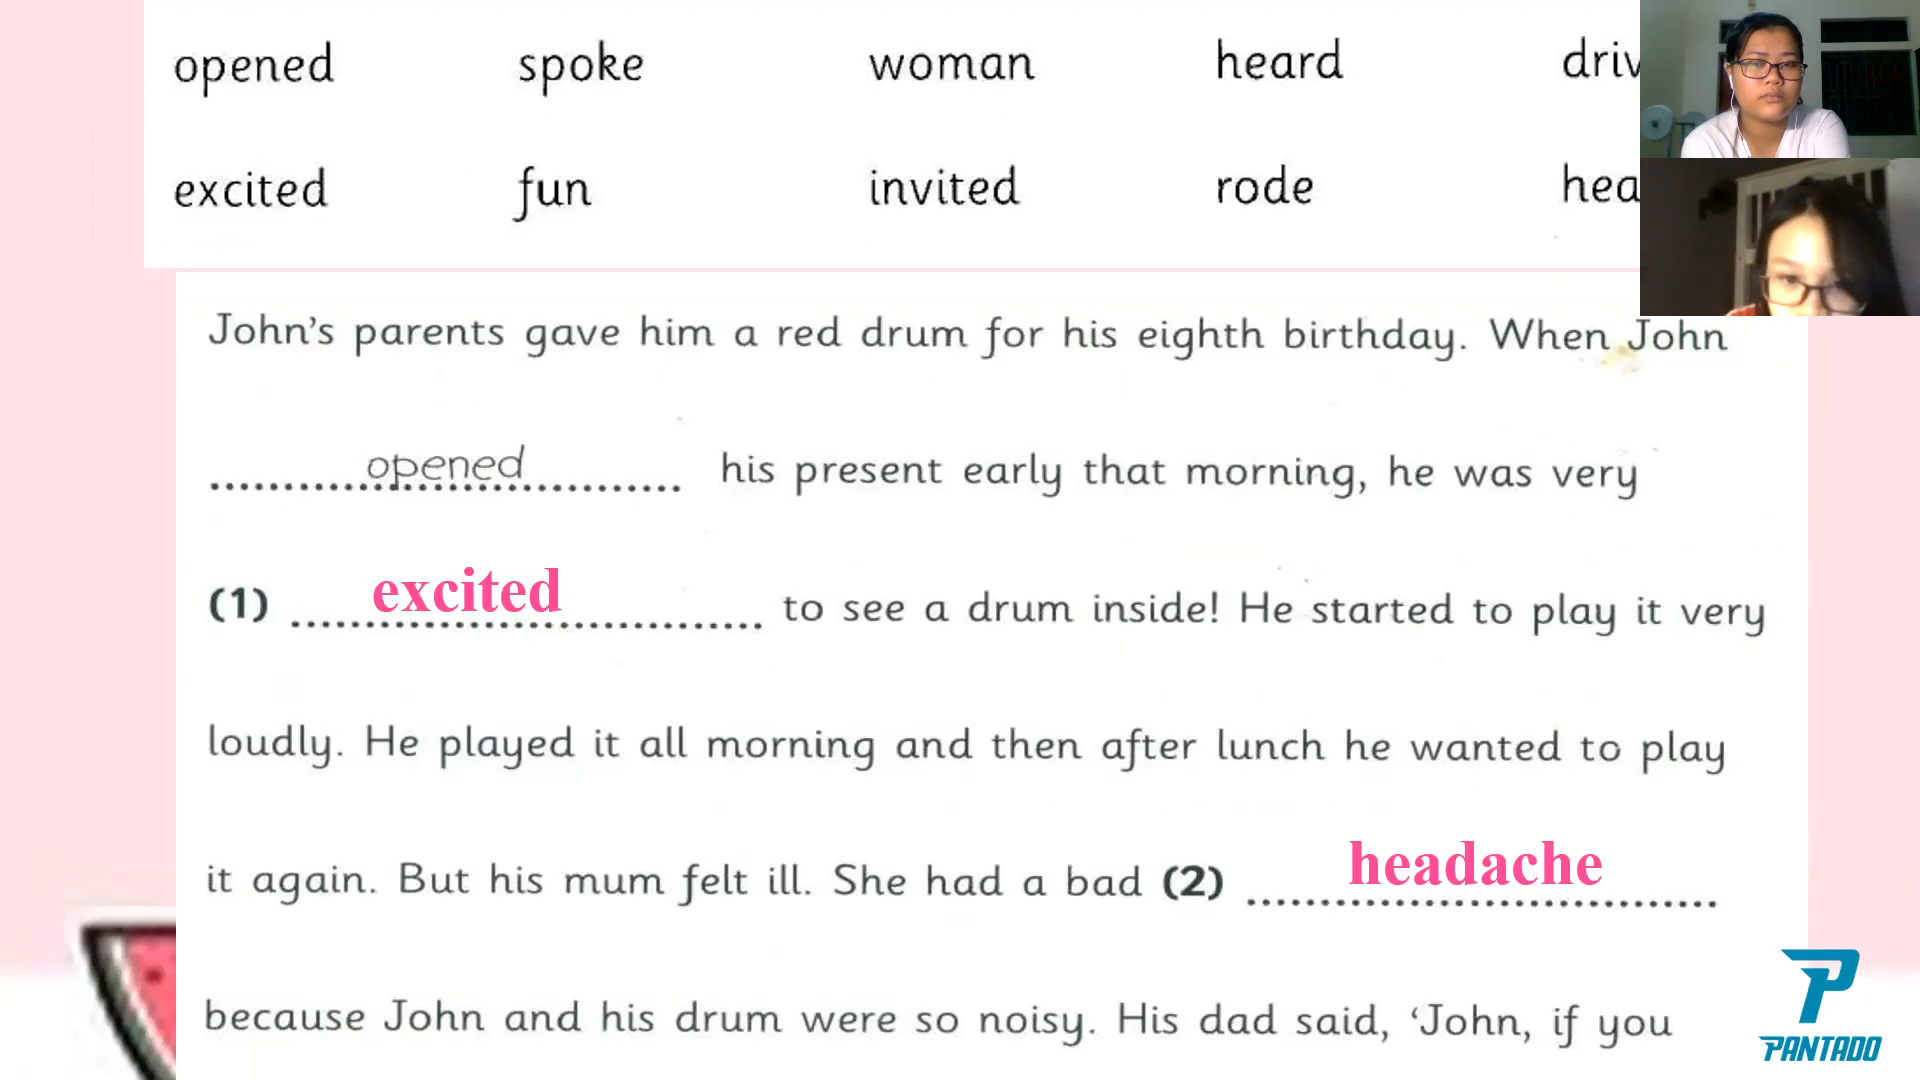 opened spoke woman heard driv
excited fun invited rode hea
John's parents gave him a red drum for his eighth birthday. When John
opened his present early that morning, he was very
(1) excited to see a drum inside! He started to play it very
loudly. He played it all morning and then after lunch he wanted to play
it again. But his mum felt ill. She had a bad (2) headache
because John and his drum were so noisy. His dad said, ‘John, if you
PANTADO